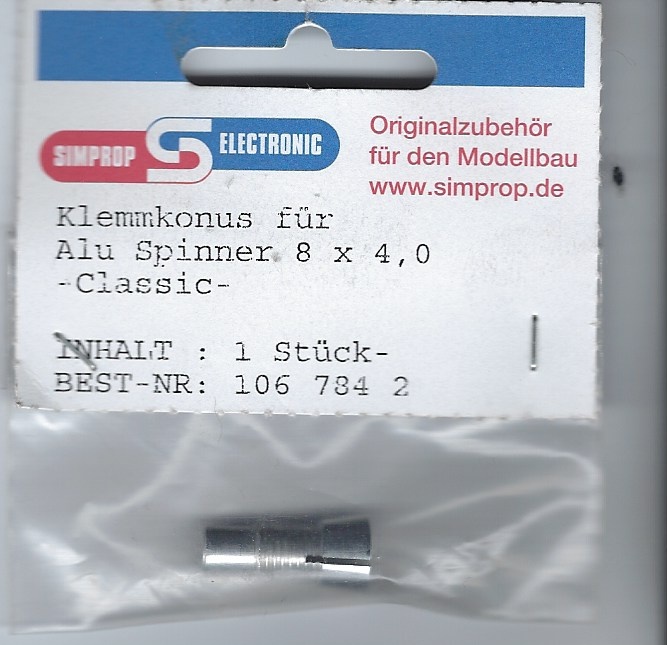 SIMPROP ELECTRONIC
Originalzubehör
für den Modellbau
www.simprop.de
Klemmkonus für
Alu Spinner 8 x 4,0
-Classic-
INHALT : 1 Stück-
BEST-NR: 106 784 2